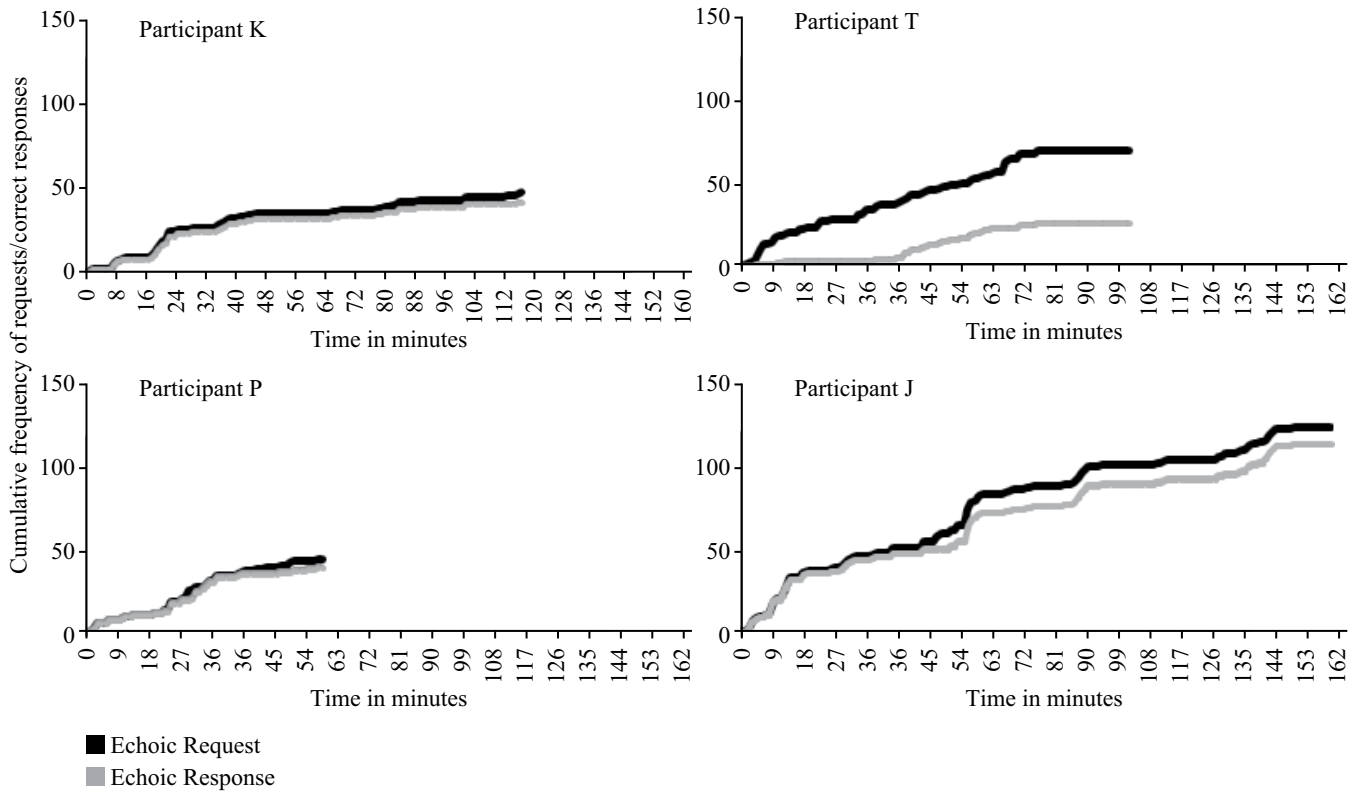 Cumulative frequency of requests/correct responses
Participant K
150
100
50
0
0 8 16 24 32 40 48 56 64 72 80 88 96 104 112 120 128 136 144 152 160
Time in minutes
Participant T
150
100
50
0
0 9 18 27 36 45 54 63 72 81 90 99 108 117 126 135 144 153 162
Time in minutes
Participant P
150
100
50
0
0 9 18 27 36 45 54 63 72 81 90 99 108 117 126 135 144 153 162
Time in minutes
Participant J
150
100
50
0
0 9 18 27 36 45 54 63 72 81 90 99 108 117 126 135 144 153 162
Time in minutes
Echoic Request
Echoic Response